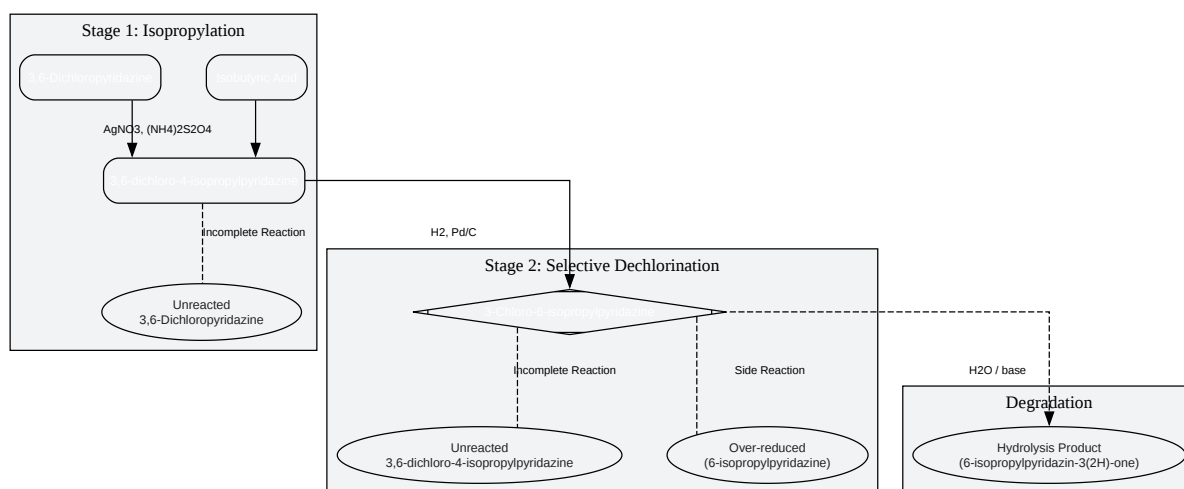 Stage 1: Isopropylation
3,6-Dichloropyridazine
Isobutyric Acid
AgNO3, (NH4)2S2O4
3,6-dichloro-4-isopropylpyridazine
Incomplete Reaction
Unreacted
3,6-Dichloropyridazine
H2, Pd/C
Stage 2: Selective Dechlorination
3-Chloro-6-isopropylpyridazine
Incomplete Reaction
Side Reaction
Unreacted
3,6-dichloro-4-isopropylpyridazine
Over-reduced
(6-isopropylpyridazine)
H2O / base
Degradation
Hydrolysis Product
(6-isopropylpyridazin-3(2H)-one)